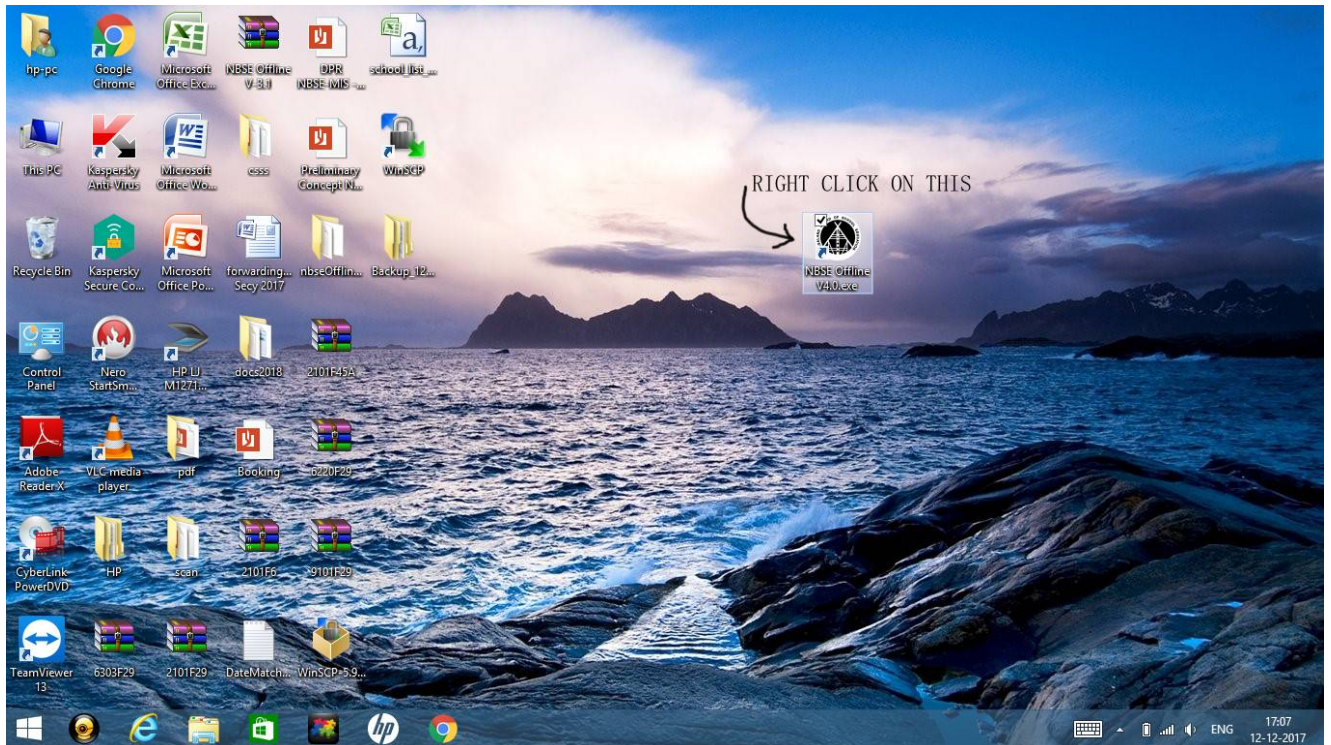 hp-pc
Google
Chrome
Microsoft
Office Exc...
NBSE Offline
V-3.1
DPR
NBSE-MIS -...
school_list_...
This PC
Kaspersky
Anti-Virus
Microsoft
Office Wo...
csss
Preliminary
Concept N...
WinSCP
RIGHT CLICK ON THIS
NBSE Offline
V4.0.exe
Recycle Bin
Kaspersky
Secure Co...
Microsoft
Office Po...
forwarding...
Secy 2017
nbseOfflin...
Backup_12...
Control
Panel
Nero
StartSm...
HP LJ
M1271...
docs2018
2101F45A
Adobe
Reader X
VLC media
player
pdf
Booking
6220F29
CyberLink
PowerDVD
HP
scan
2101F6
9101F29
TeamViewer
13
6303F29
2101F29
DateMatch...
WinSCP-5.9...
ENG
17:07
12-12-2017